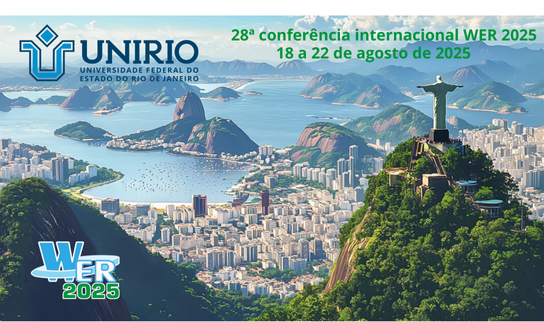 UNIRIO
UNIVERSIDADE FEDERAL DO
ESTADO DO RIO DE JANEIRO
28ª conferência internacional WER 2025
18 a 22 de agosto de 2025
WER
2025